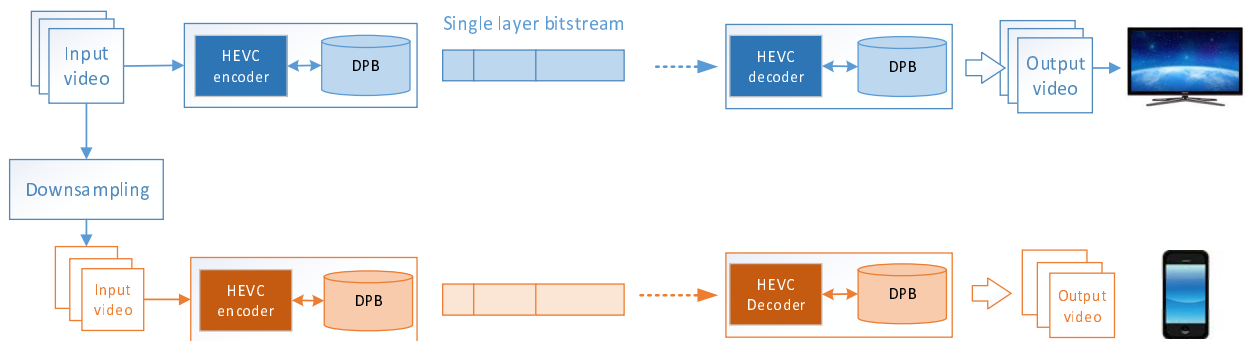 Input
video
HEVC
encoder
DPB
Single layer bitstream
HEVC
decoder
DPB
Output
video
Downsampling
Input
video
HEVC
encoder
DPB
HEVC
Decoder
DPB
Output
video